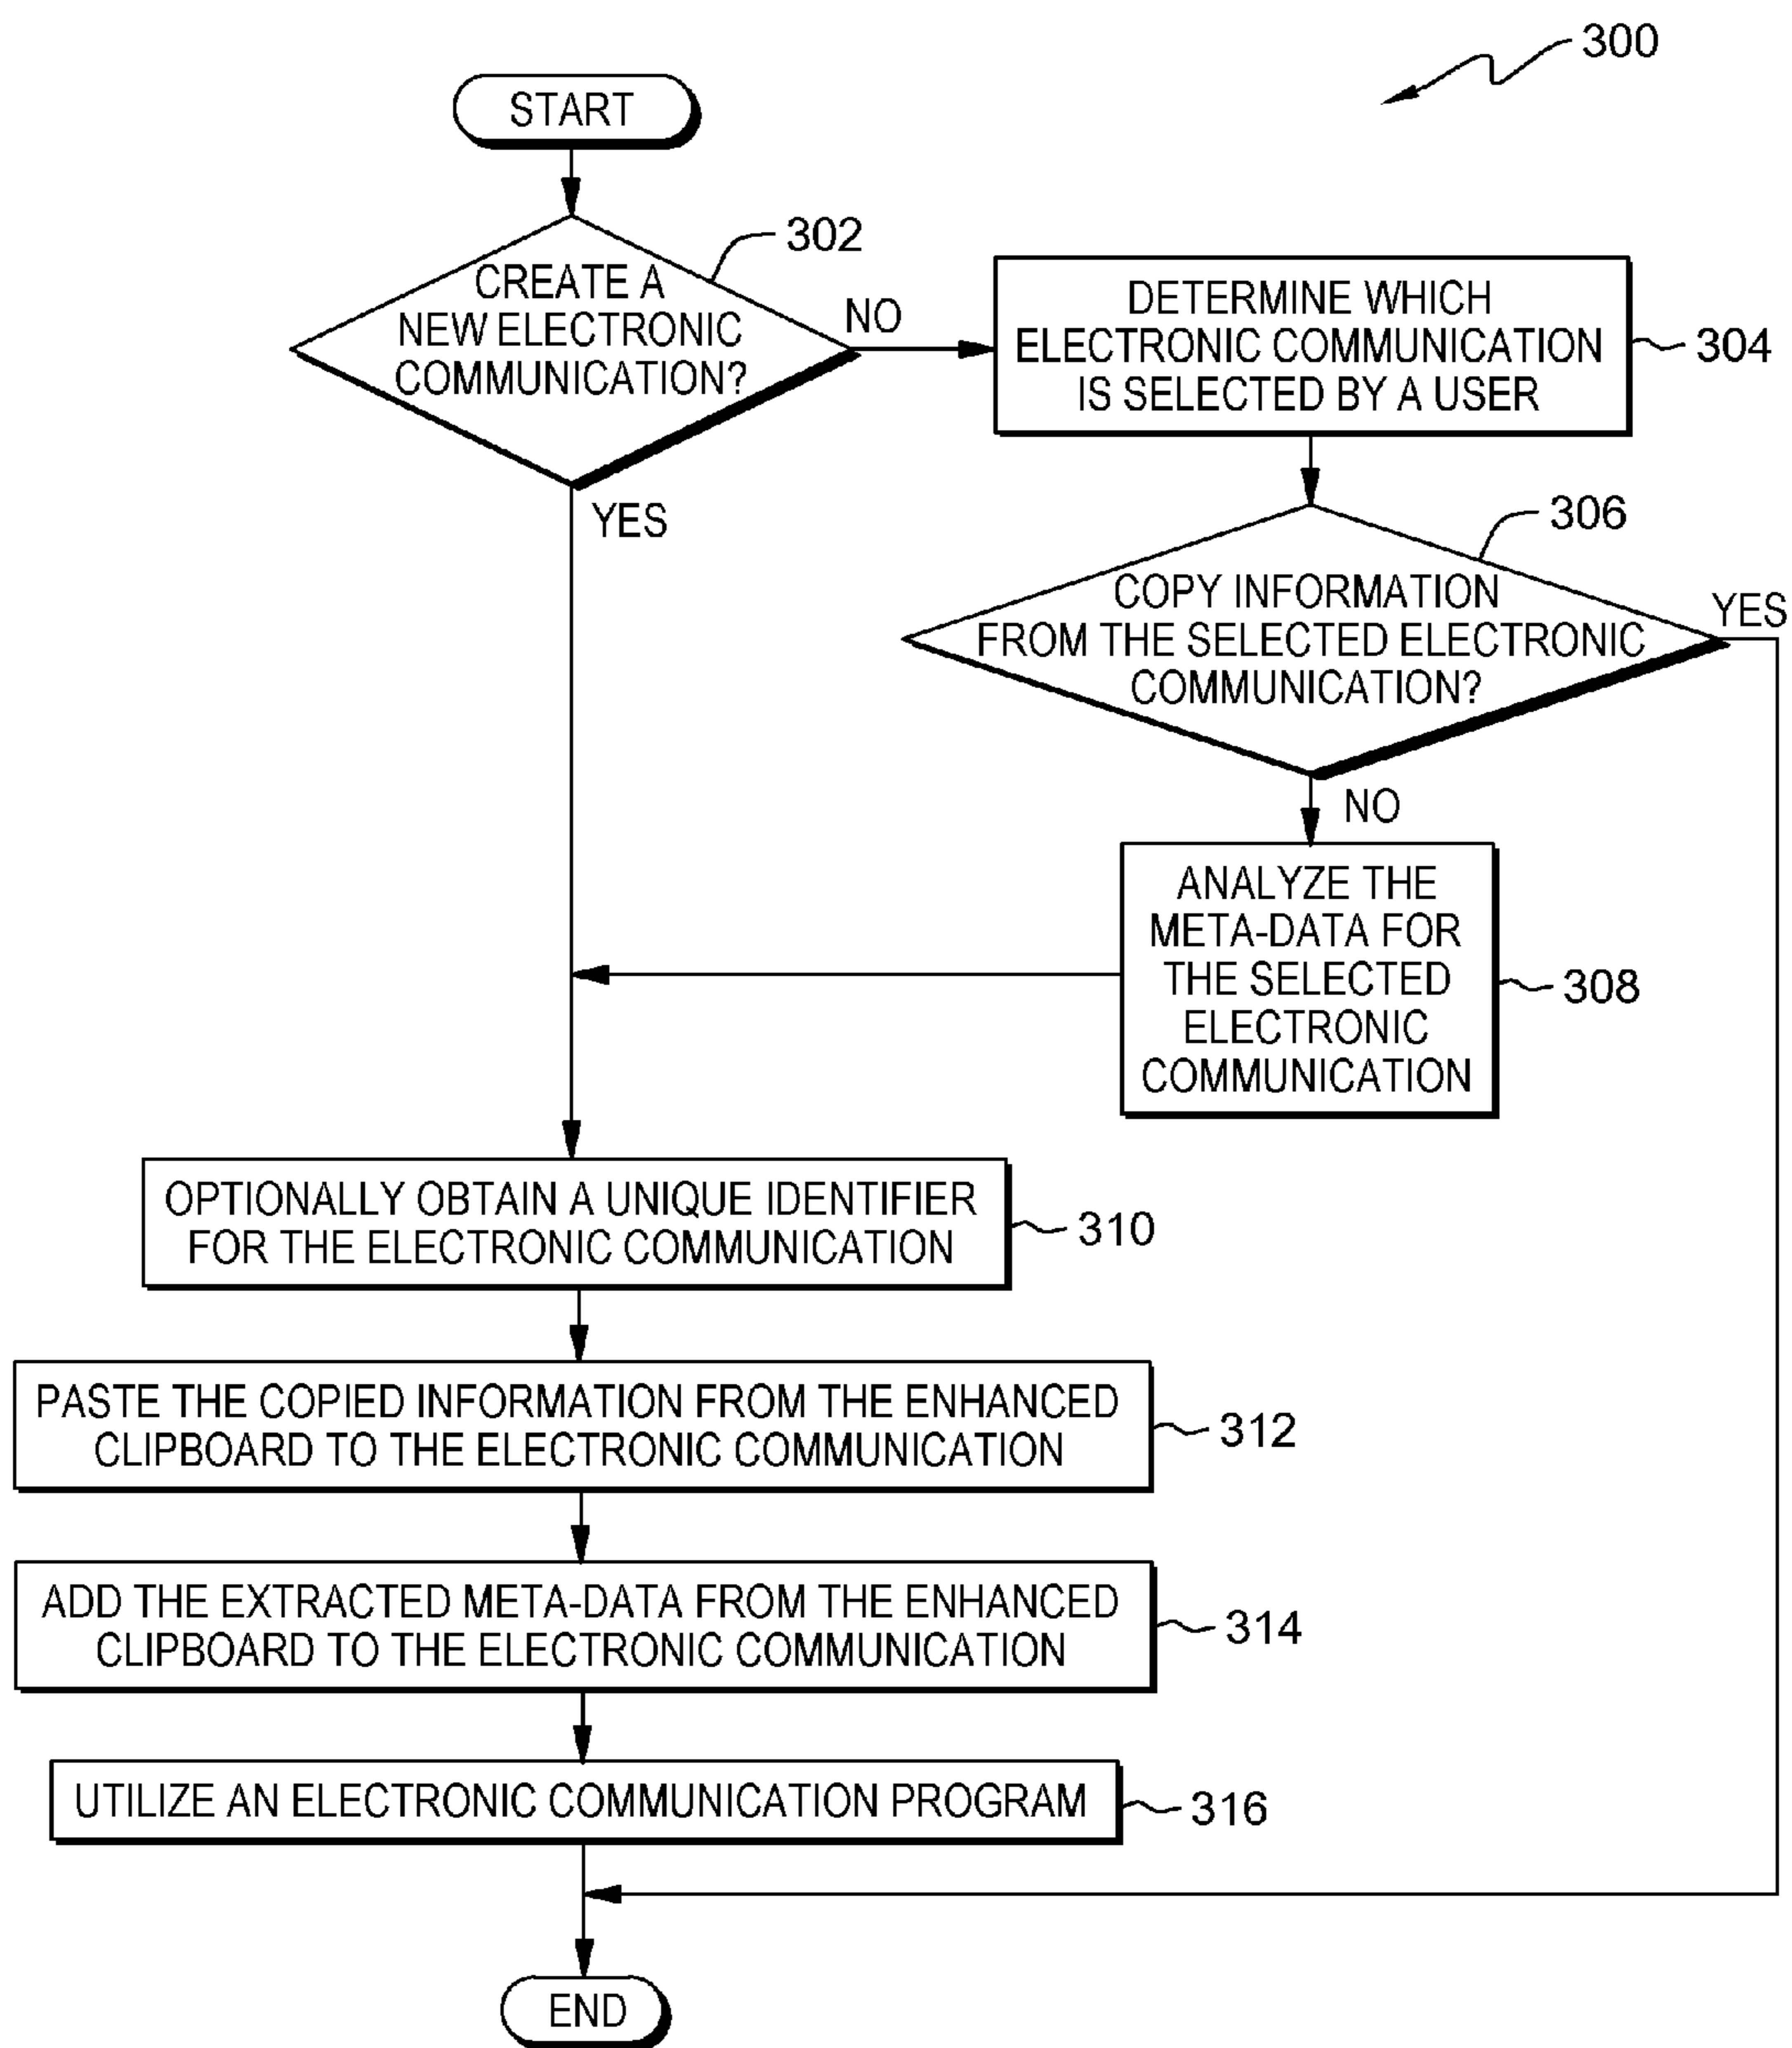 300
START
302
CREATE A
NEW ELECTRONIC
COMMUNICATION?
NO
YES
DETERMINE WHICH
ELECTRONIC COMMUNICATION
IS SELECTED BY A USER
304
306
COPY INFORMATION
FROM THE SELECTED ELECTRONIC
COMMUNICATION?
YES
NO
ANALYZE THE
META-DATA FOR
THE SELECTED
ELECTRONIC
COMMUNICATION
308
OPTIONALLY OBTAIN A UNIQUE IDENTIFIER
FOR THE ELECTRONIC COMMUNICATION
310
PASTE THE COPIED INFORMATION FROM THE ENHANCED
CLIPBOARD TO THE ELECTRONIC COMMUNICATION
312
ADD THE EXTRACTED META-DATA FROM THE ENHANCED
CLIPBOARD TO THE ELECTRONIC COMMUNICATION
314
UTILIZE AN ELECTRONIC COMMUNICATION PROGRAM
316
END